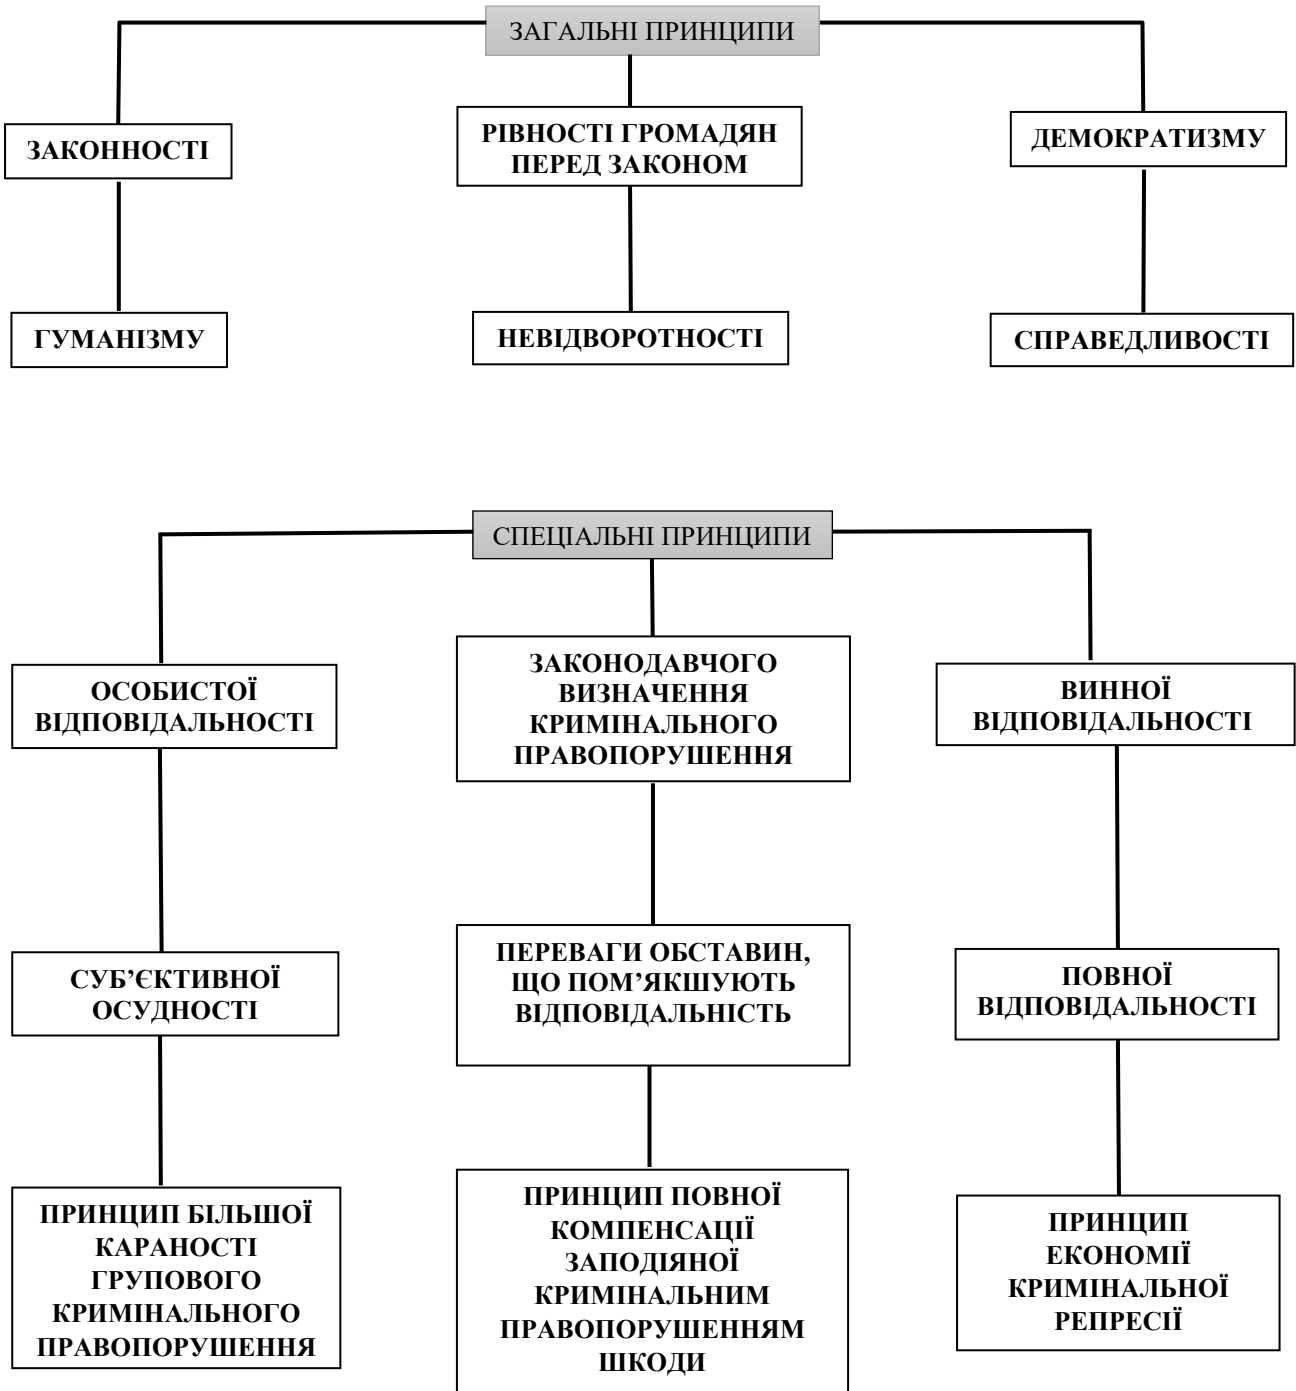 ЗАГАЛЬНІ ПРИНЦИПИ
ЗАКОННОСТІ
РІВНОСТІ ГРОМАДЯН
ПЕРЕД ЗАКОНОМ
ДЕМОКРАТИЗМУ
ГУМАНІЗМУ
НЕВІДВОРОТНОСТІ
СПРАВЕДЛИВОСТІ
СПЕЦІАЛЬНІ ПРИНЦИПИ
ОСОБИСТОЇ
ВІДПОВІДАЛЬНОСТІ
ЗАКОНОДАВЧОГО
ВИЗНАЧЕННЯ
КРИМІНАЛЬНОГО
ПРАВОПОРУШЕННЯ
ВИННОЇ
ВІДПОВІДАЛЬНОСТІ
СУБ’ЄКТИВНОЇ
ОСУДНОСТІ
ПЕРЕВАГИ ОБСТАВИН,
ЩО ПОМ’ЯКШУЮТЬ
ВІДПОВІДАЛЬНІСТЬ
ПОВНОЇ
ВІДПОВІДАЛЬНОСТІ
ПРИНЦИП БІЛЬШОЇ
КАРАНОСТІ
ГРУПОВОГО
КРИМІНАЛЬНОГО
ПРАВОПОРУШЕННЯ
ПРИНЦИП ПОВНОЇ
КОМПЕНСАЦІЇ
ЗАПОДІЯНОЇ
КРИМІНАЛЬНИМ
ПРАВОПОРУШЕННЯМ
ШКОДИ
ПРИНЦИП
ЕКОНОМІЇ
КРИМІНАЛЬНОЇ
РЕПРЕСІЇ